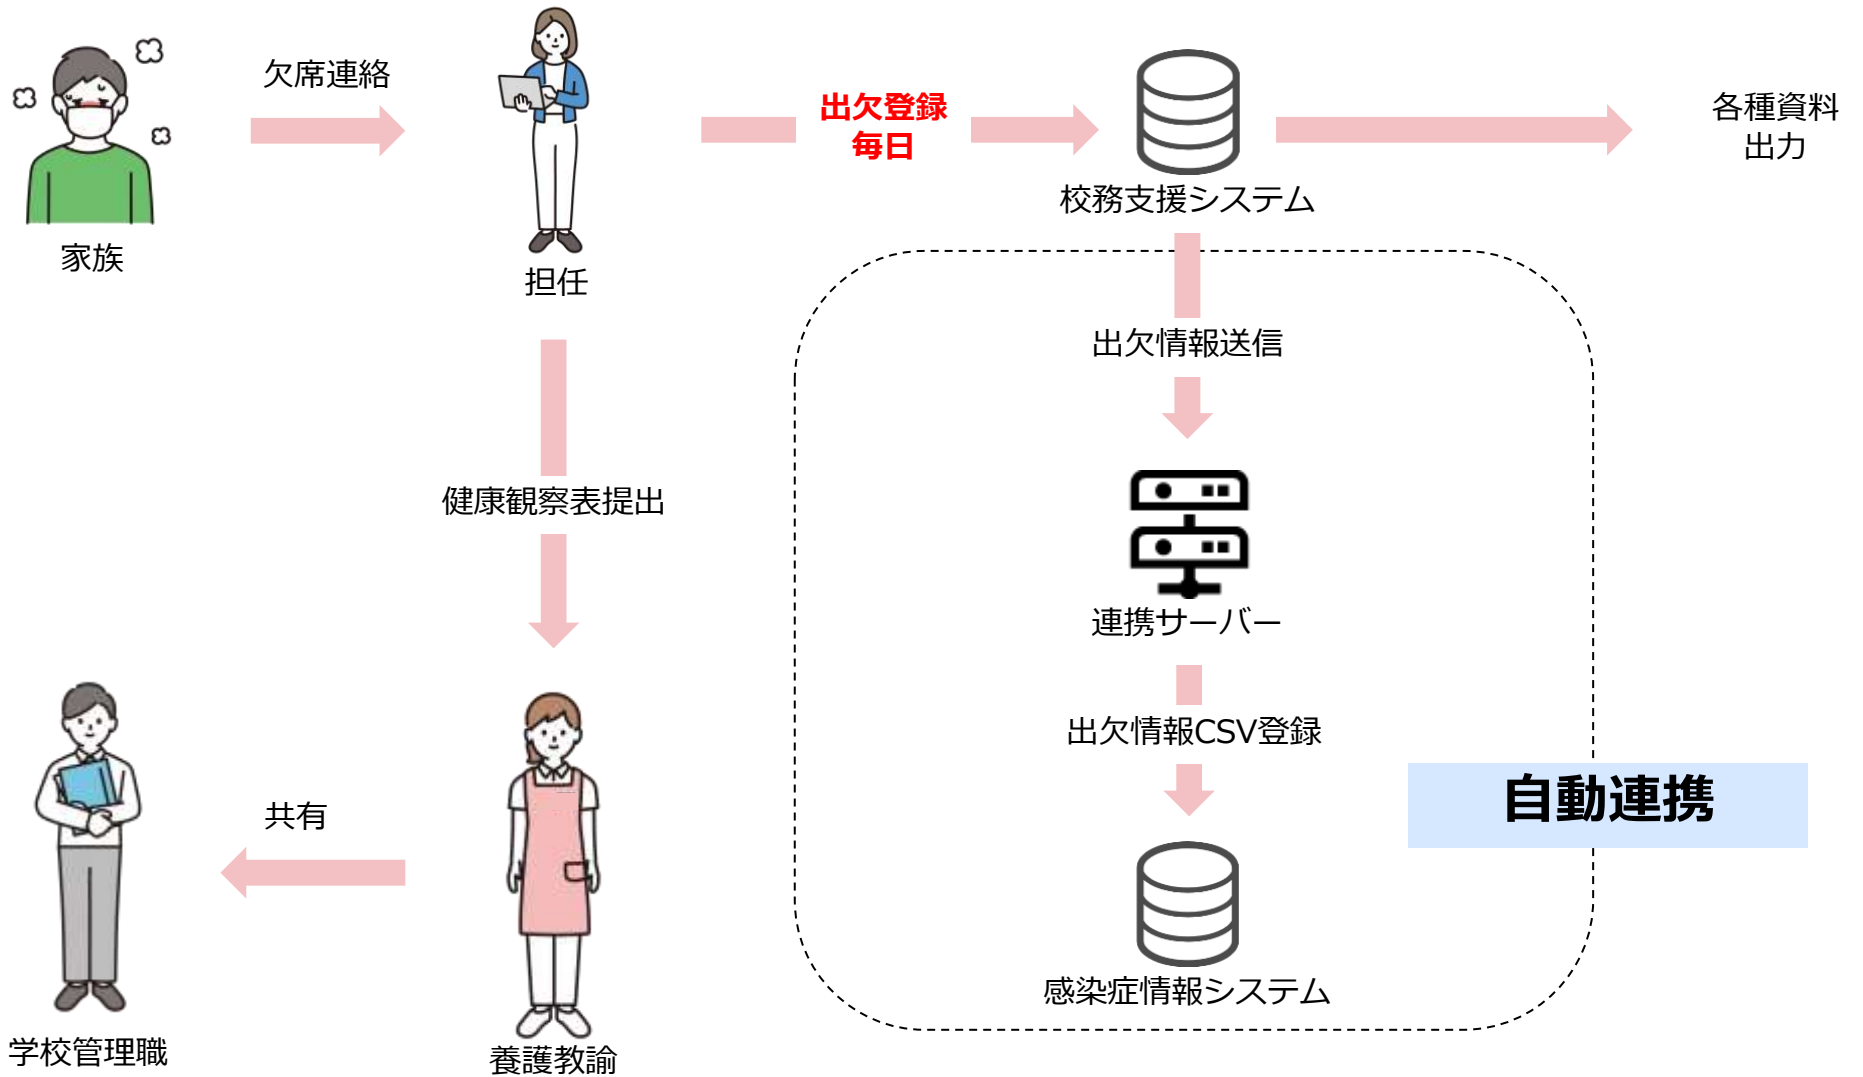 欠席連絡
家族
担任
出欠登録
毎日
校務支援システム
各種資料
出力
出欠情報送信
健康観察表提出
連携サーバー
出欠情報CSV登録
自動連携
共有
感染症情報システム
学校管理職
養護教諭